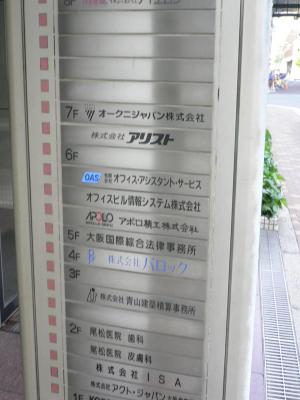 7F オークニジャパン株式会社
株式会社 アリスト
6F
OAS 有限会社 オフィス・アシスタント・サービス
オフィスビル情報システム株式会社
APOLO アポロ精工株式会社
5F 大阪国際綜合法律事務所
4F B 株式会社バロック
3F
株式会社 青山建築積算事務所
2F 尾松医院 歯科
尾松医院 皮膚科
株式会社 ISA
株式会社 アクト・ジャパン
1F